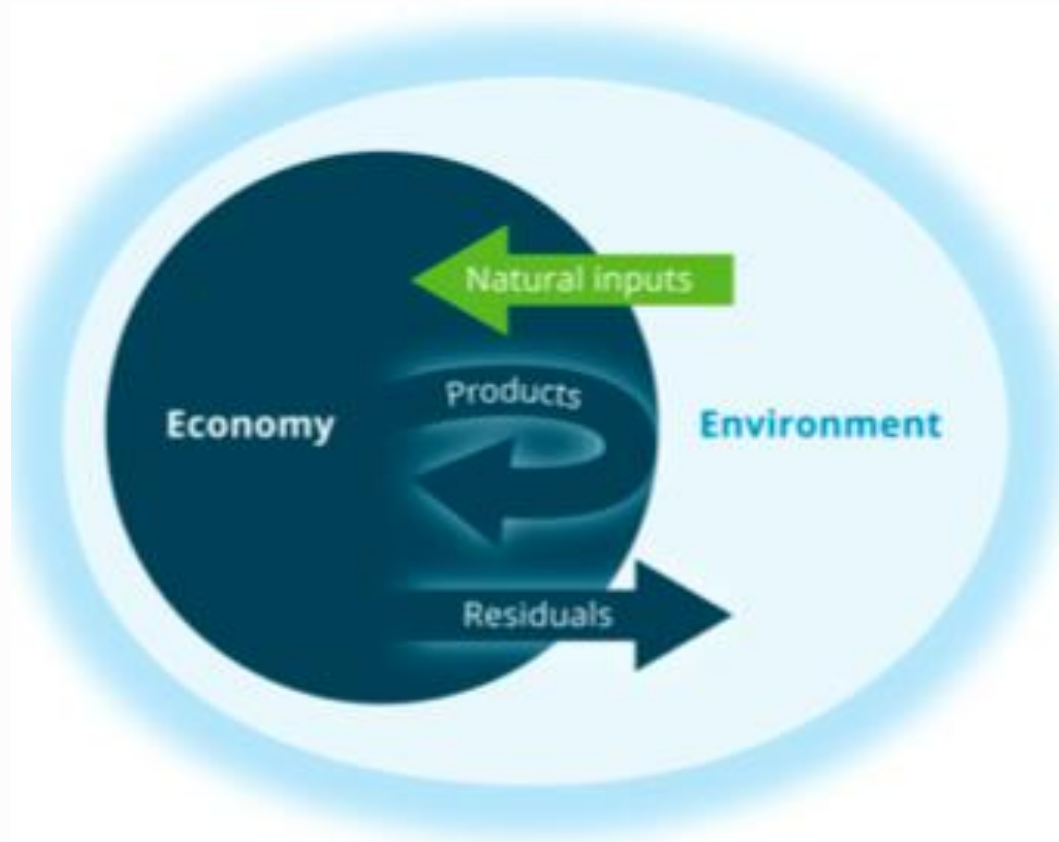 Natural inputs
Products
Economy
Environment
Residuals